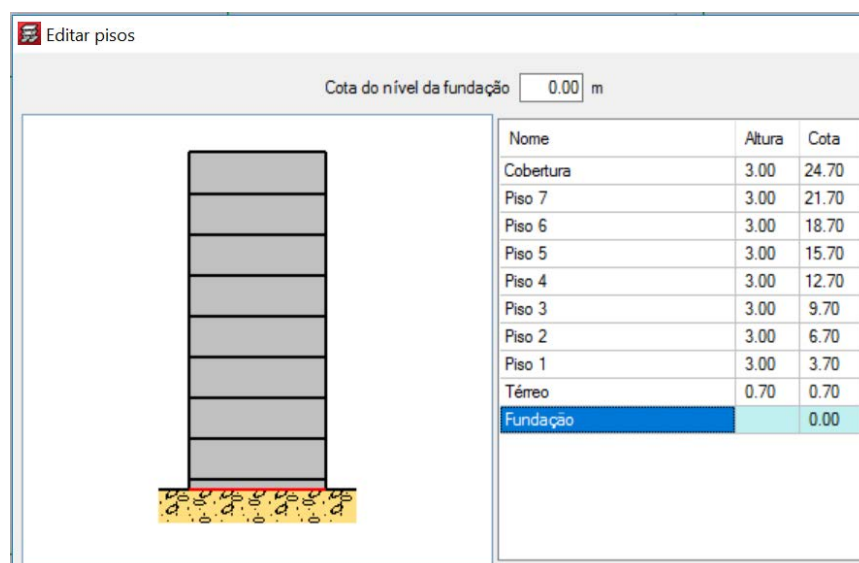 Editar pisos
Cota do nível da fundação 0.00 m
Nome Altura Cota
Cobertura 3.00 24.70
Piso 7 3.00 21.70
Piso 6 3.00 18.70
Piso 5 3.00 15.70
Piso 4 3.00 12.70
Piso 3 3.00 9.70
Piso 2 3.00 6.70
Piso 1 3.00 3.70
Térreo 0.70 0.70
Fundação 0.00